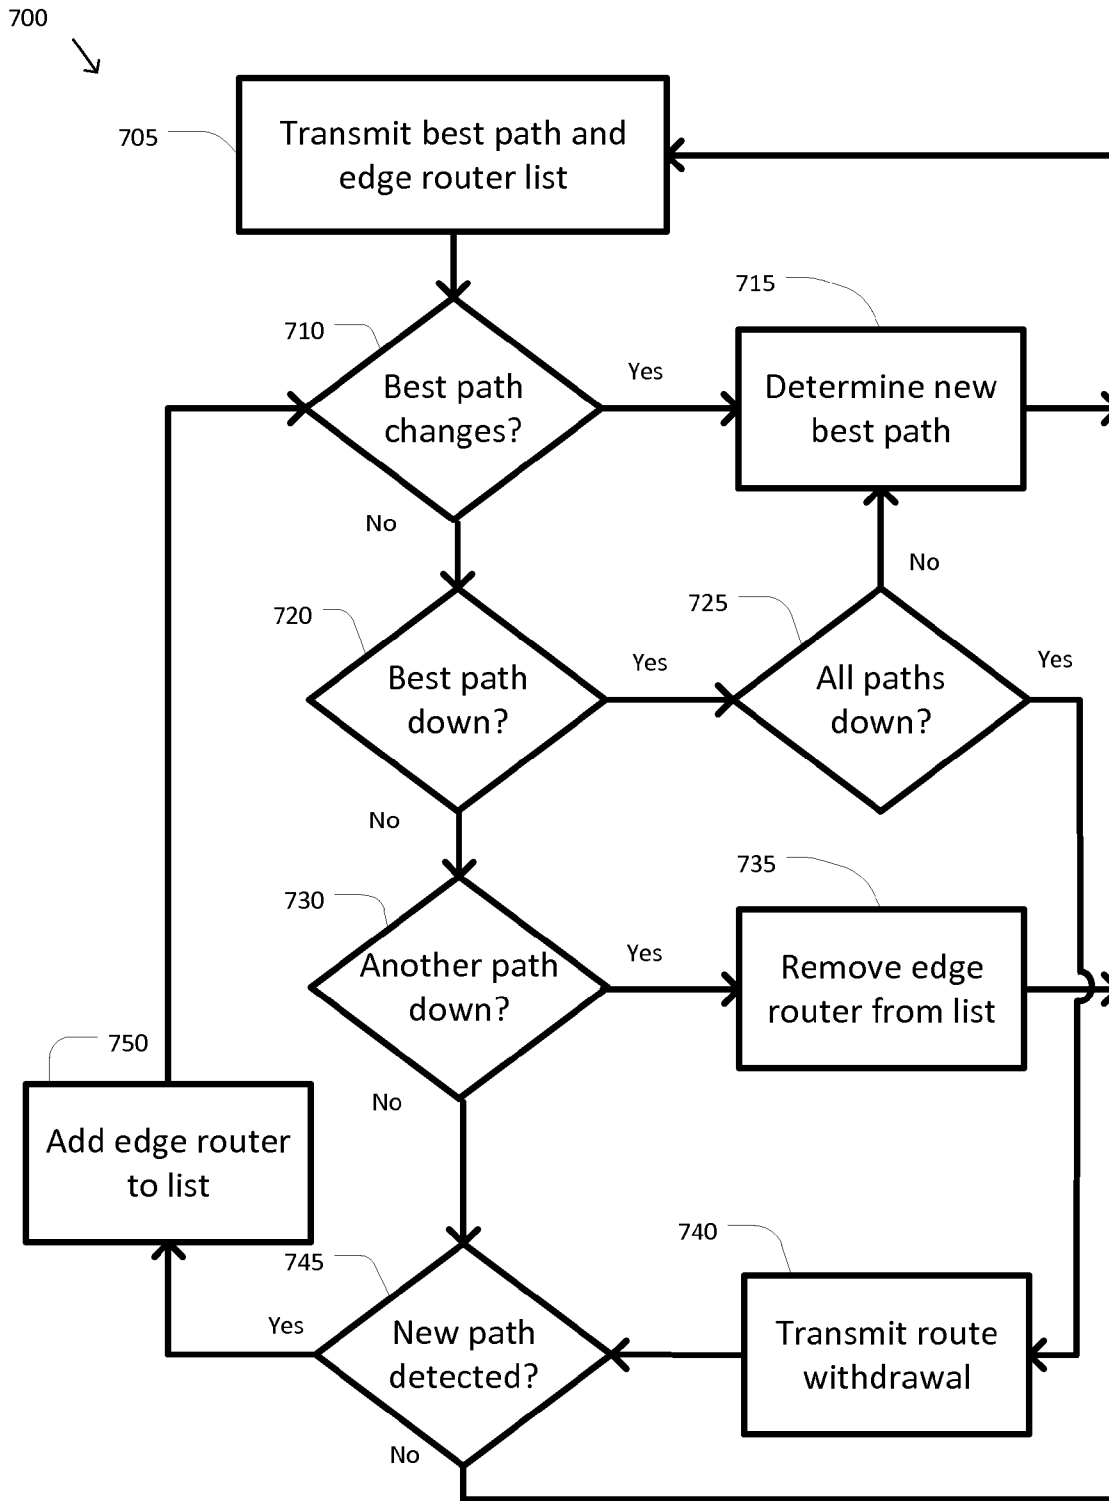 700
705
Transmit best path and
edge router list
715
710
Best path
changes?
Yes
Determine new
best path
No
No
720
725
Best path
down?
Yes
All paths
down?
Yes
No
735
730
Another path
down?
Yes
Remove edge
router from list
750
No
Add edge router
to list
740
745
Yes
New path
detected?
Transmit route
withdrawal
No